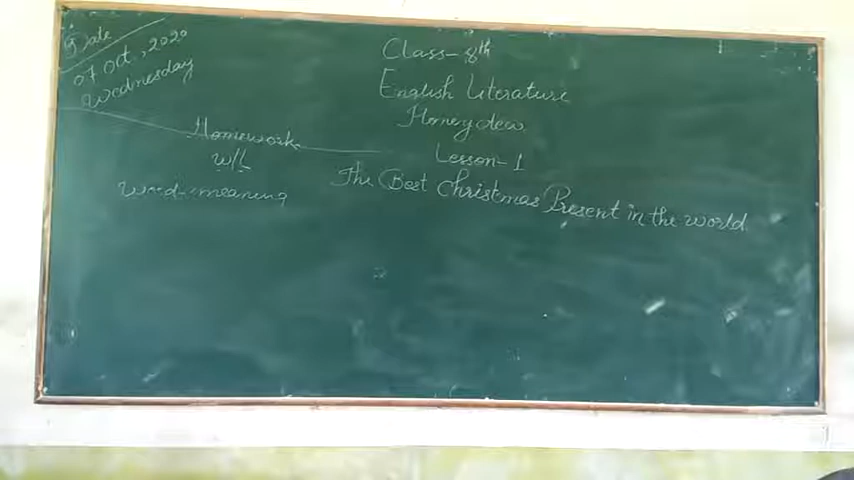 Date
07 Oct, 2020
Wednesday
Class-8th
English Literature
Honeydew
Lesson-1
The Best Christmas Present in the world
Homework
W/L
Word-meaning